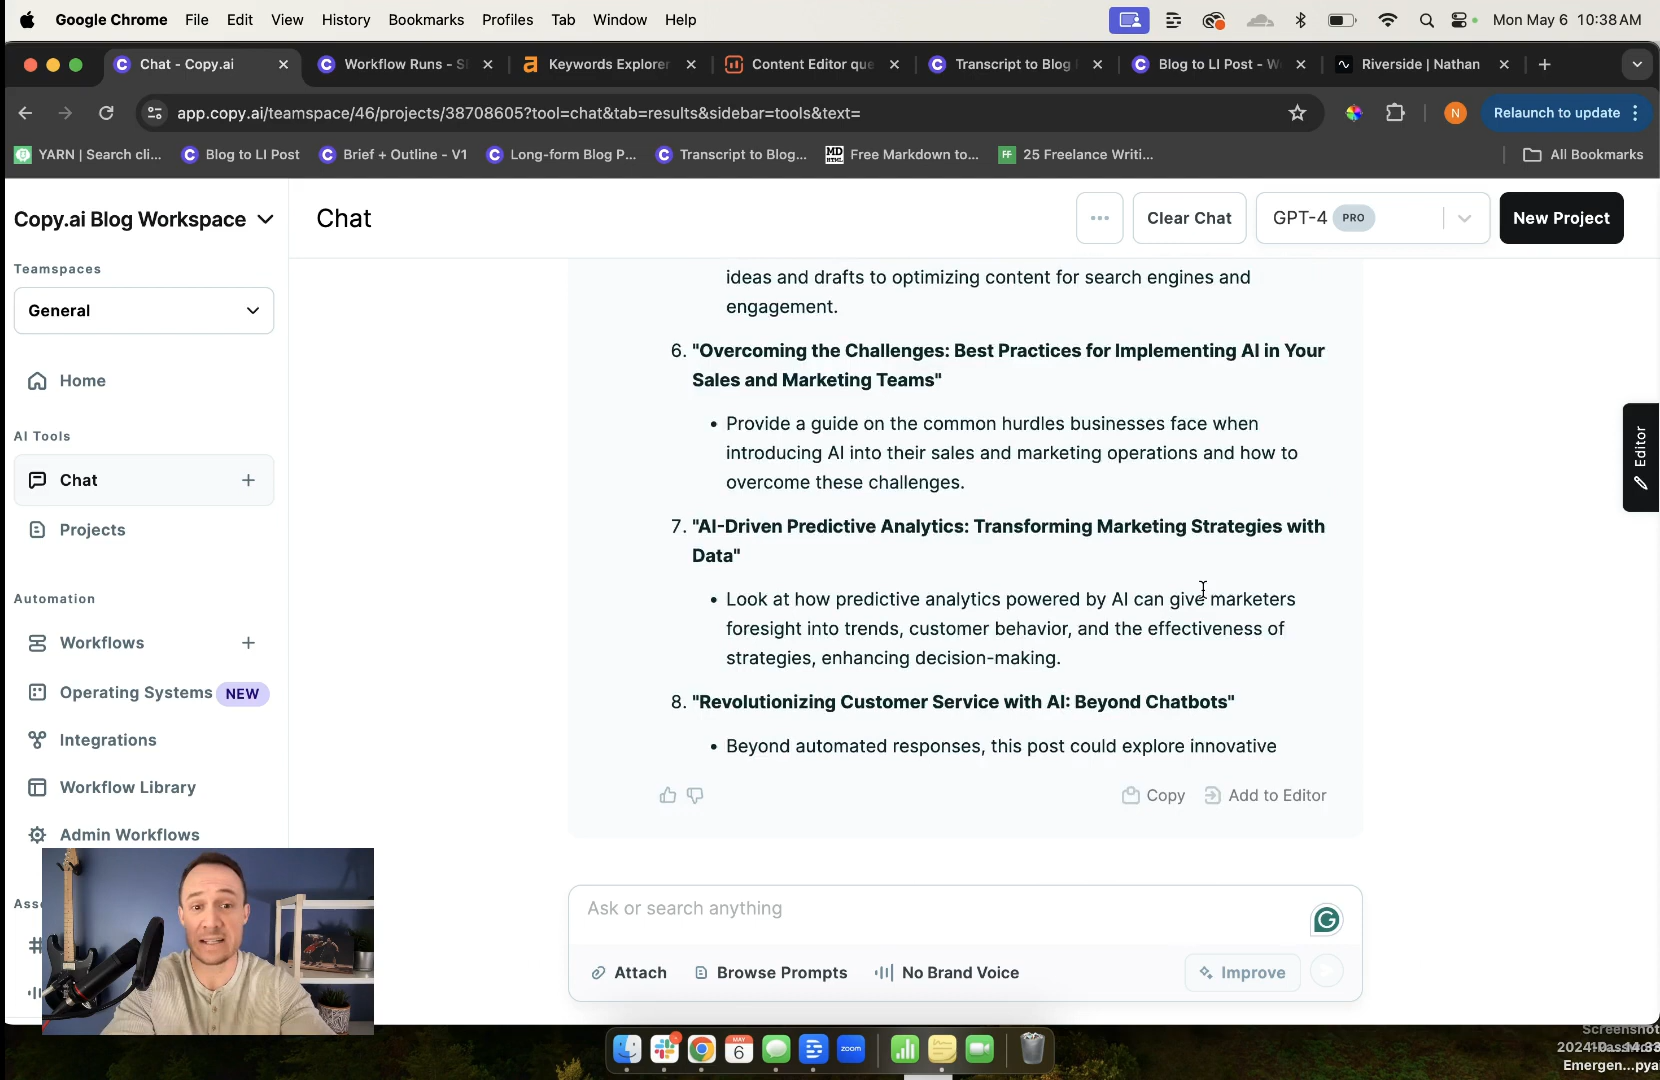 Google Chrome File Edit View History Bookmarks Profiles Tab Window Help Mon May 6 10:38 AM
Chat - Copy.ai Workflow Runs - S Keywords Explorer Content Editor que Transcript to Blog Blog to LI Post - W Riverside | Nathan
app.copy.ai/teamspace/46/projects/38708605?tool=chat&tab=results&sidebar=tools&text= N Relaunch to update
YARN | Search cli... Blog to LI Post Brief + Outline - V1 Long-form Blog P... Transcript to Blog... Free Markdown to... 25 Freelance Writi... All Bookmarks
Copy.ai Blog Workspace
Chat
Clear Chat
GPT-4 PRO
New Project
Teamspaces
General
Home
AI Tools
Chat
Projects
Automation
Workflows
Operating Systems NEW
Integrations
Workflow Library
Admin Workflows
ideas and drafts to optimizing content for search engines and
engagement.
6. "Overcoming the Challenges: Best Practices for Implementing AI in Your
Sales and Marketing Teams"
• Provide a guide on the common hurdles businesses face when
introducing AI into their sales and marketing operations and how to
overcome these challenges.
7. "AI-Driven Predictive Analytics: Transforming Marketing Strategies with
Data"
• Look at how predictive analytics powered by AI can give marketers
foresight into trends, customer behavior, and the effectiveness of
strategies, enhancing decision-making.
8. "Revolutionizing Customer Service with AI: Beyond Chatbots"
• Beyond automated responses, this post could explore innovative
Copy Add to Editor
Editor
Ask or search anything
Attach Browse Prompts No Brand Voice Improve
MAY
6
zoom
Screenshot
Emergen...pya